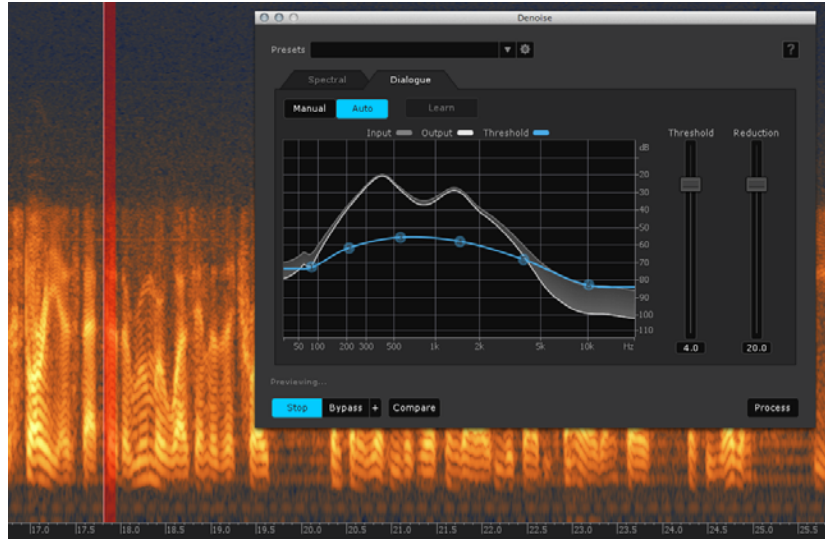 Denoise
Presets
?
Spectral Dialogue
Manual Auto Learn
Input Output Threshold
Threshold Reduction
dB
-20
-20
-30
-40
-50
-60
-70
-80
-90
-100
-110
50 100 200 300 500 1k 2k 5k 10k Hz
4.0 20.0
Previewing...
Stop Bypass + Compare Process
17.0 17.5 18.0 18.5 19.0 19.5 20.0 20.5 21.0 21.5 22.0 22.5 23.0 23.5 24.0 24.5 25.0 25.5